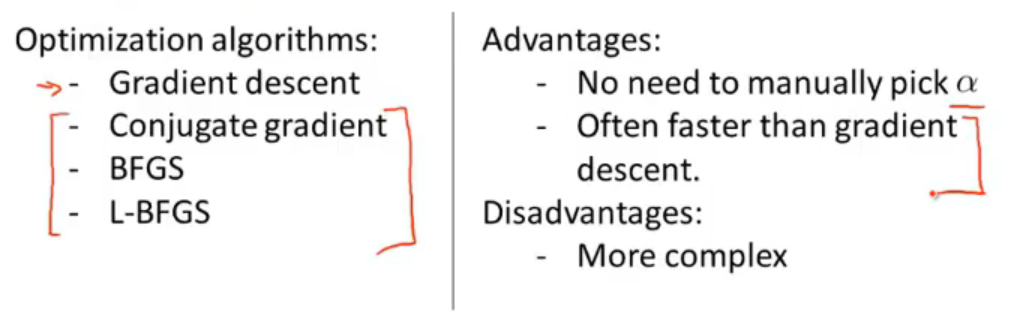 Optimization algorithms:
- Gradient descent
- Conjugate gradient
- BFGS
- L-BFGS
Advantages:
- No need to manually pick α
- Often faster than gradient
descent.
Disadvantages:
- More complex